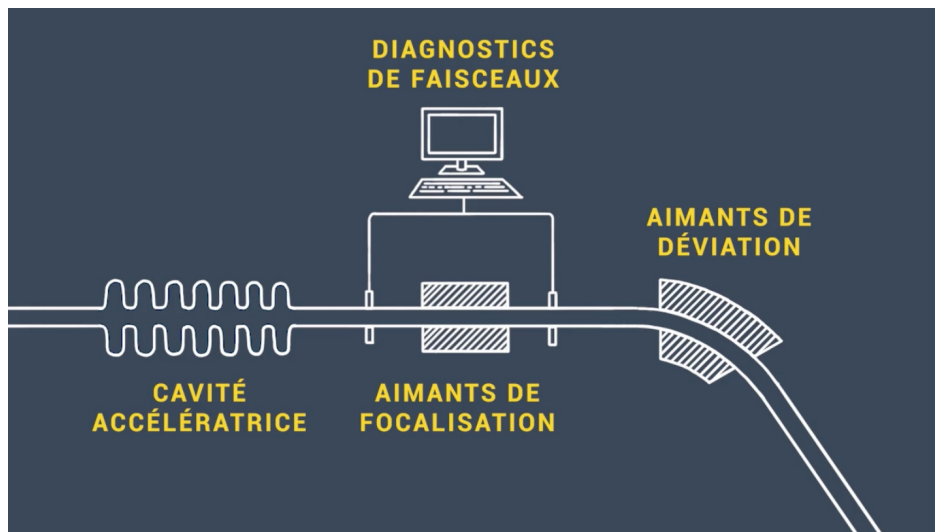 DIAGNOSTICS
DE FAISCEAUX
AIMANTS DE
DÉVIATION
CAVITÉ
ACCÉLÉRATRICE
AIMANTS DE
FOCALISATION